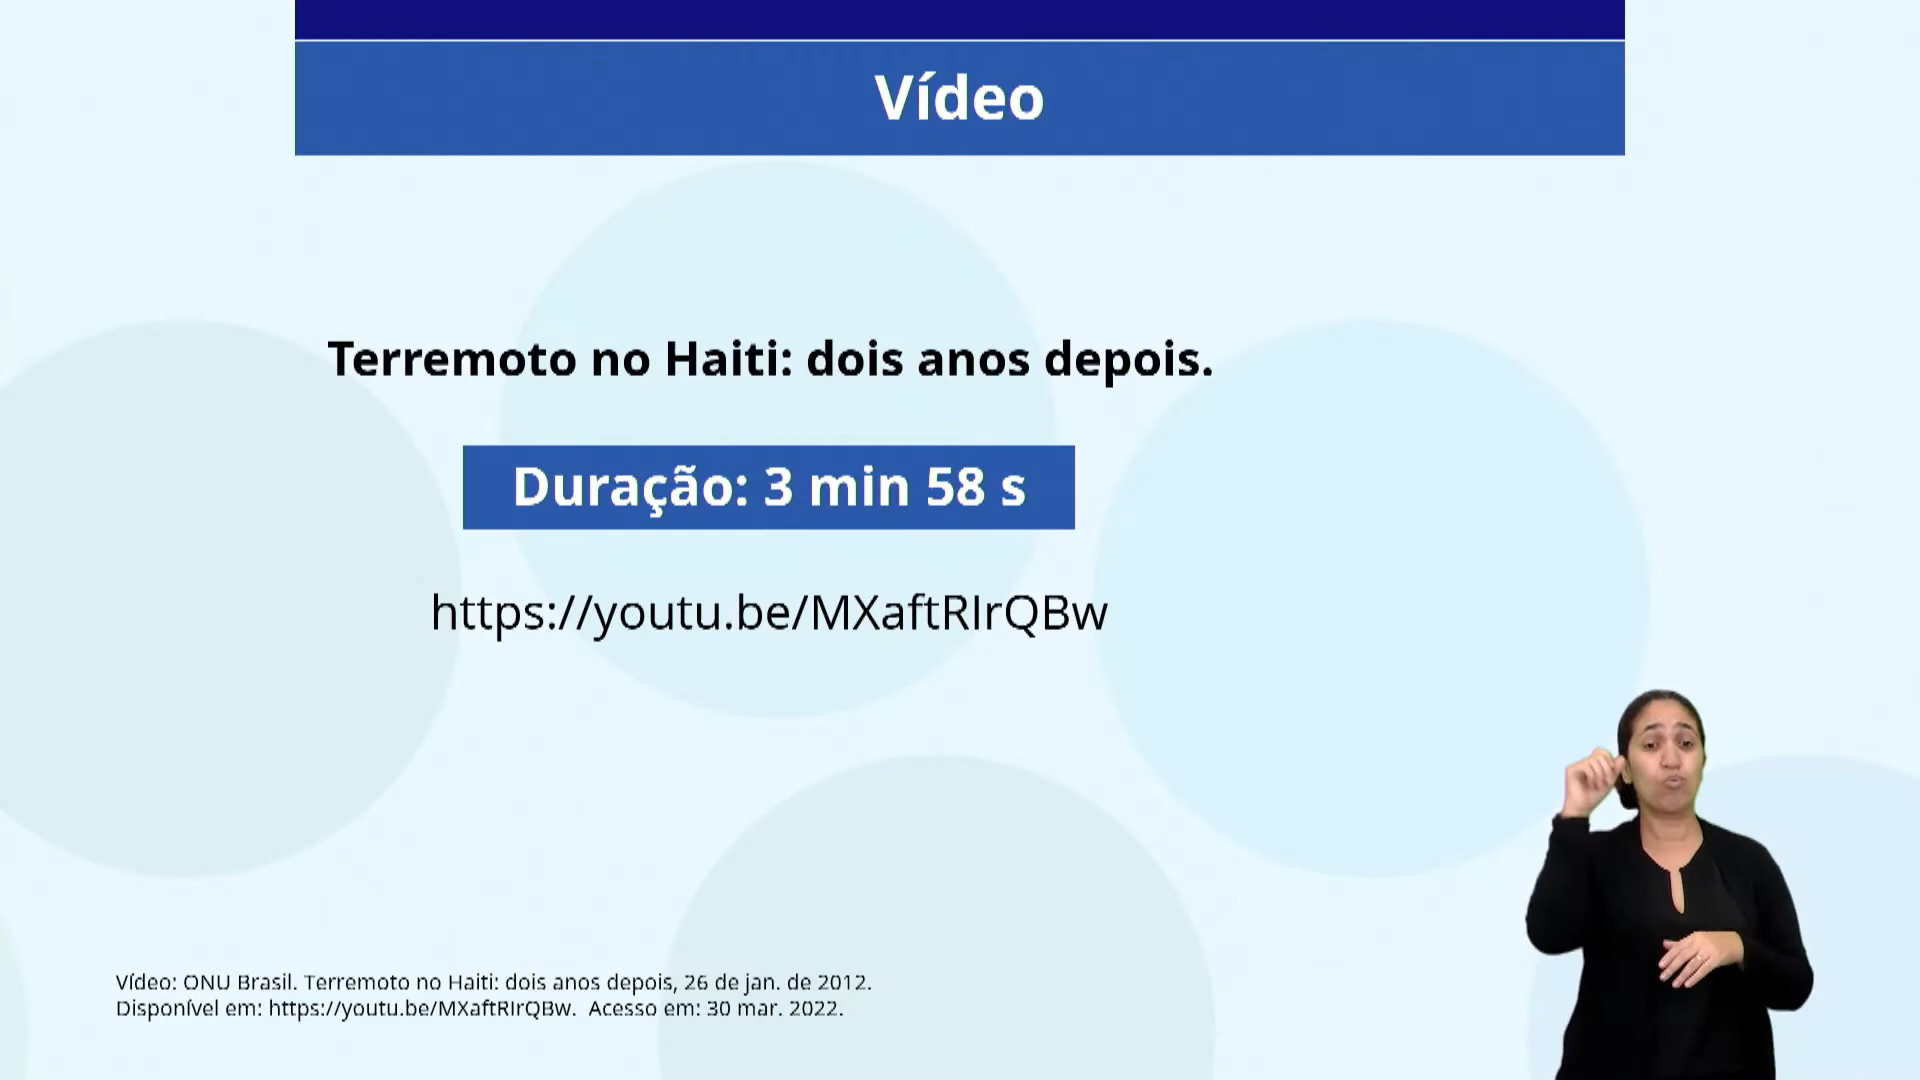 Vídeo
Terremoto no Haiti: dois anos depois.
Duração: 3 min 58 s
https://youtu.be/MXaftRIrQBw
Vídeo: ONU Brasil. Terremoto no Haiti: dois anos depois, 26 de jan. de 2012.
Disponível em: https://youtu.be/MXaftRIrQBw. Acesso em: 30 mar. 2022.